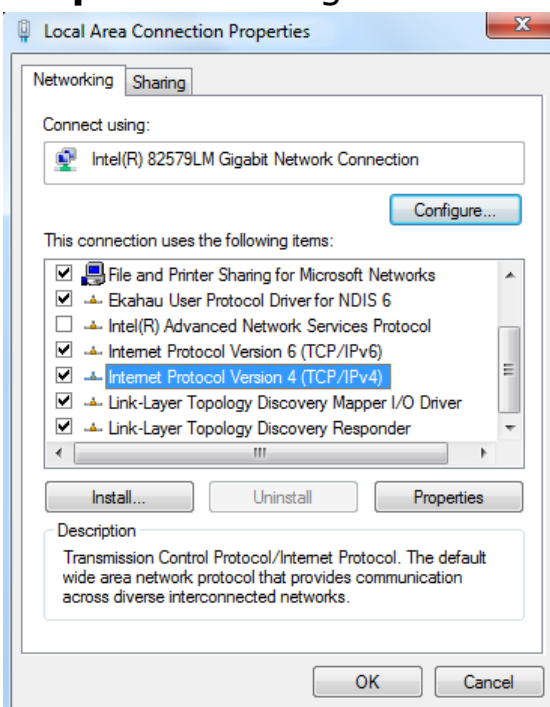 Local Area Connection Properties
Networking
Sharing
Connect using:
Intel(R) 82579LM Gigabit Network Connection
Configure...
This connection uses the following items:
File and Printer Sharing for Microsoft Networks
Ekahau User Protocol Driver for NDIS 6
Intel(R) Advanced Network Services Protocol
Internet Protocol Version 6 (TCP/IPv6)
Internet Protocol Version 4 (TCP/IPv4)
Link-Layer Topology Discovery Mapper I/O Driver
Link-Layer Topology Discovery Responder
Install...
Uninstall
Properties
Description
Transmission Control Protocol/Internet Protocol. The default
wide area network protocol that provides communication
across diverse interconnected networks.
OK
Cancel